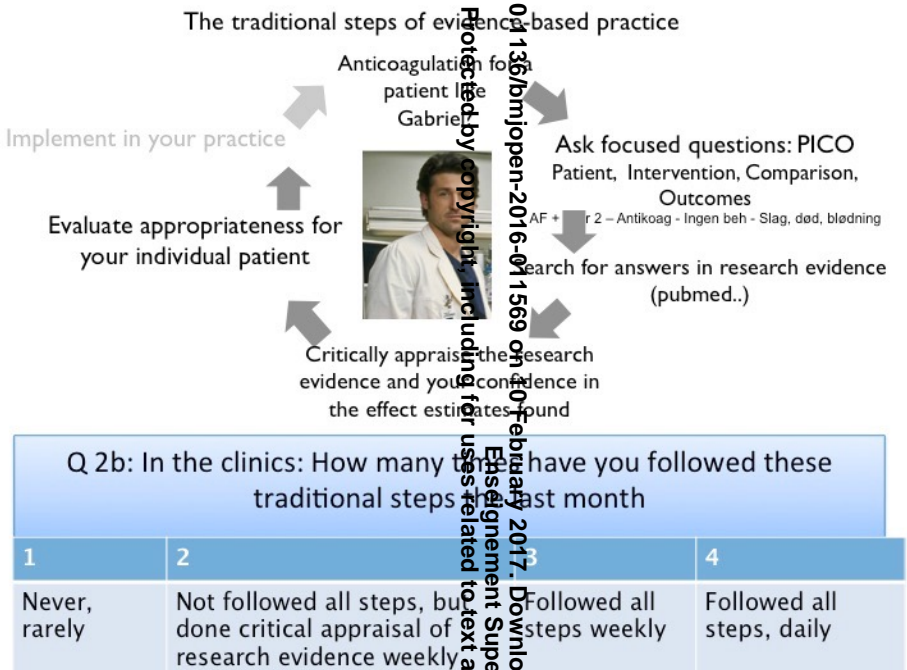 The traditional steps of evidence-based practice
Anticoagulation for a
patient like
Gabriel?
Implement in your practice
Ask focused questions: PICO
Patient, Intervention, Comparison,
Outcomes
AF + 2 – Antikoag - Ingen beh - Slag, død, blødning
Evaluate appropriateness for
your individual patient
Search for answers in research evidence
(pubmed..)
Critically appraise the research
evidence and your confidence in
the effect estimates found
Q 2b: In the clinics: How many times have you followed these
traditional steps the last month
1
2
3
4
Never,
rarely
Not followed all steps, but
done critical appraisal of
research evidence weekly
Followed all
steps weekly
Followed all
steps, daily
1136/bmjopen-2016-011569 on 10 February 2017. Downlo
Enseignement Supe
Protected by copyright, including for uses related to text a